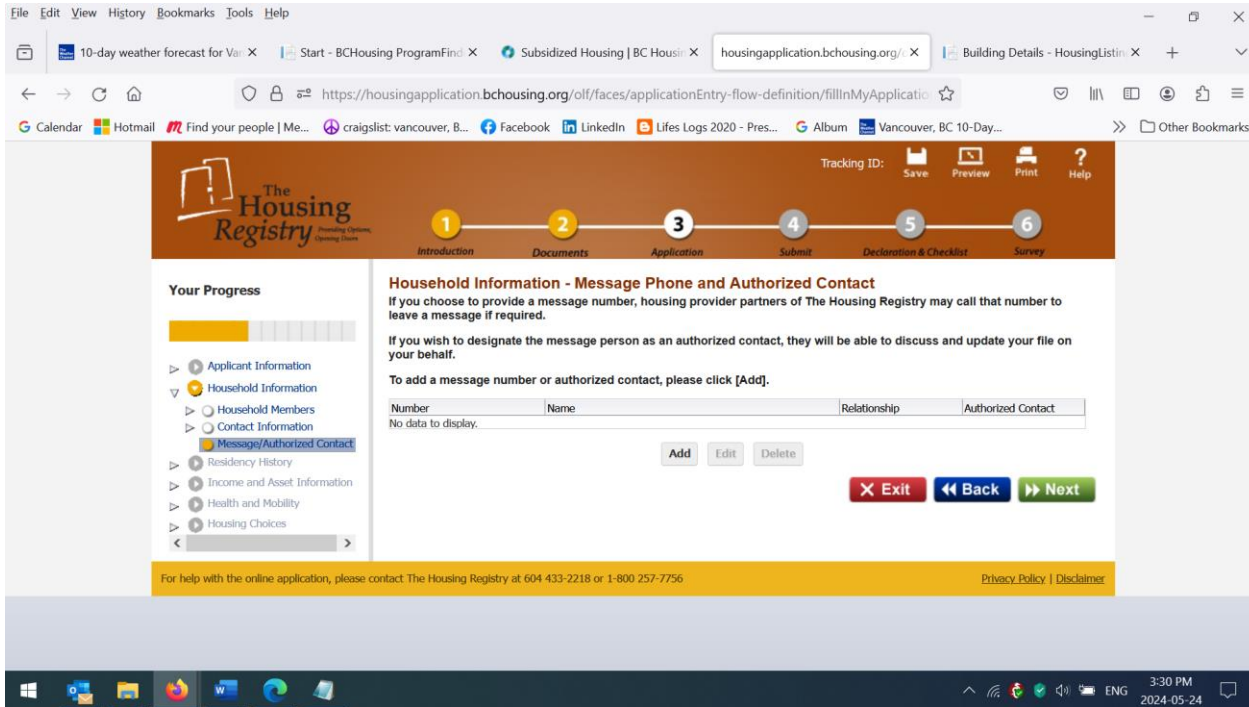 File Edit View History Bookmarks Tools Help
10-day weather forecast for Van
Start - BCHousing ProgramFind
Subsidized Housing | BC Housin
housingapplication.bchousing.org/
Building Details - HousingListin
https://housingapplication.bchousing.org/olf/faces/applicationEntry-flow-definition/fillInMyApplicatio
Calendar Hotmail Find your people | Me... craigslist: vancouver, B... Facebook LinkedIn Lifes Logs 2020 - Pres... Album Vancouver, BC 10-Day... Other Bookmarks
The
Housing
Registry
Providing Options,
Opening Doors
Tracking ID: Save Preview Print Help
1 2 3 4 5 6
Introduction Documents Application Submit Declaration & Checklist Survey
Your Progress
Applicant Information
Household Information
Household Members
Contact Information
Message/Authorized Contact
Residency History
Income and Asset Information
Health and Mobility
Housing Choices
Household Information - Message Phone and Authorized Contact
If you choose to provide a message number, housing provider partners of The Housing Registry may call that number to
leave a message if required.
If you wish to designate the message person as an authorized contact, they will be able to discuss and update your file on
your behalf.
To add a message number or authorized contact, please click [Add].
Number Name Relationship Authorized Contact
No data to display.
Add Edit Delete
Exit Back Next
For help with the online application, please contact The Housing Registry at 604 433-2218 or 1-800 257-7756
Privacy Policy | Disclaimer
ENG
3:30 PM
2024-05-24